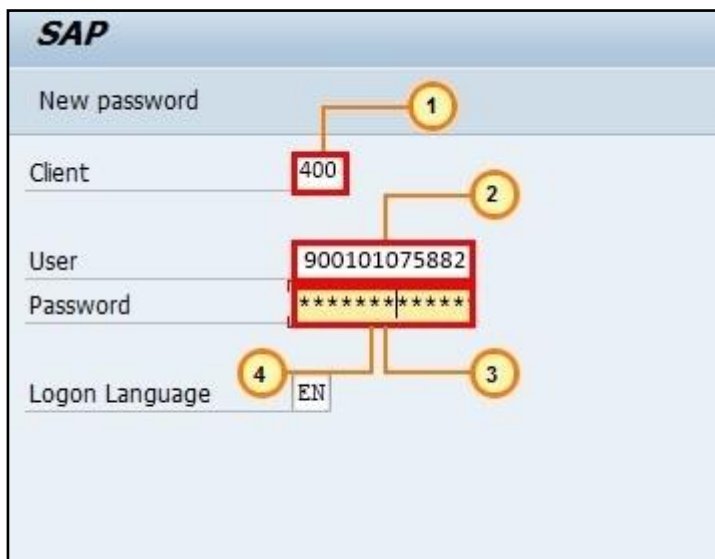 SAP
New password
1
Client 400
2
User 900101075882
Password ************
4 3
Logon Language EN